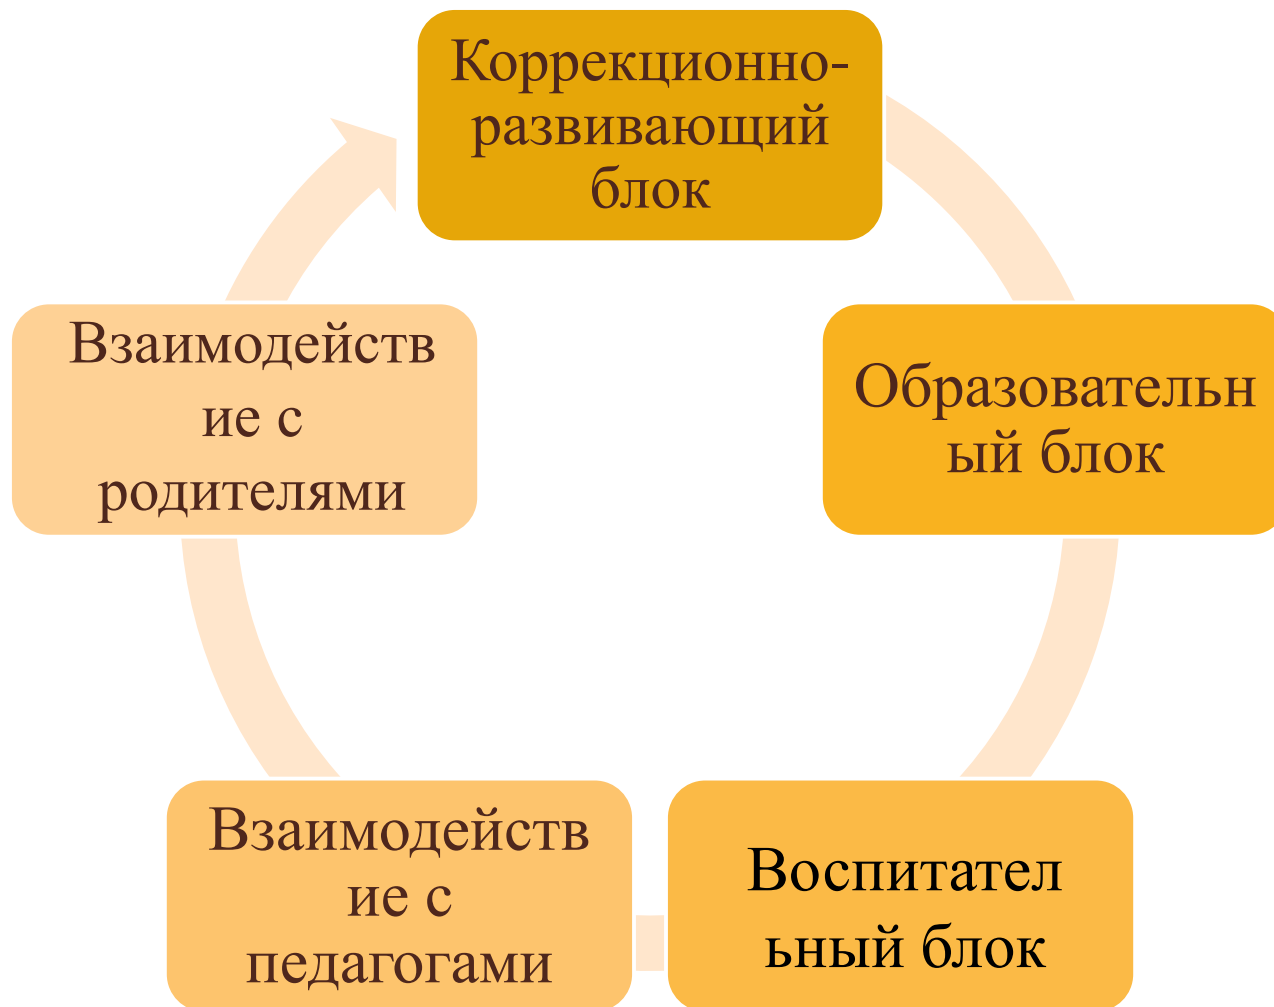 Коррекционно-
развивающий
блок
Образовательн
ый блок
Воспитател
ьный блок
Взаимодейств
ие с
педагогами
Взаимодейств
ие с
родителями